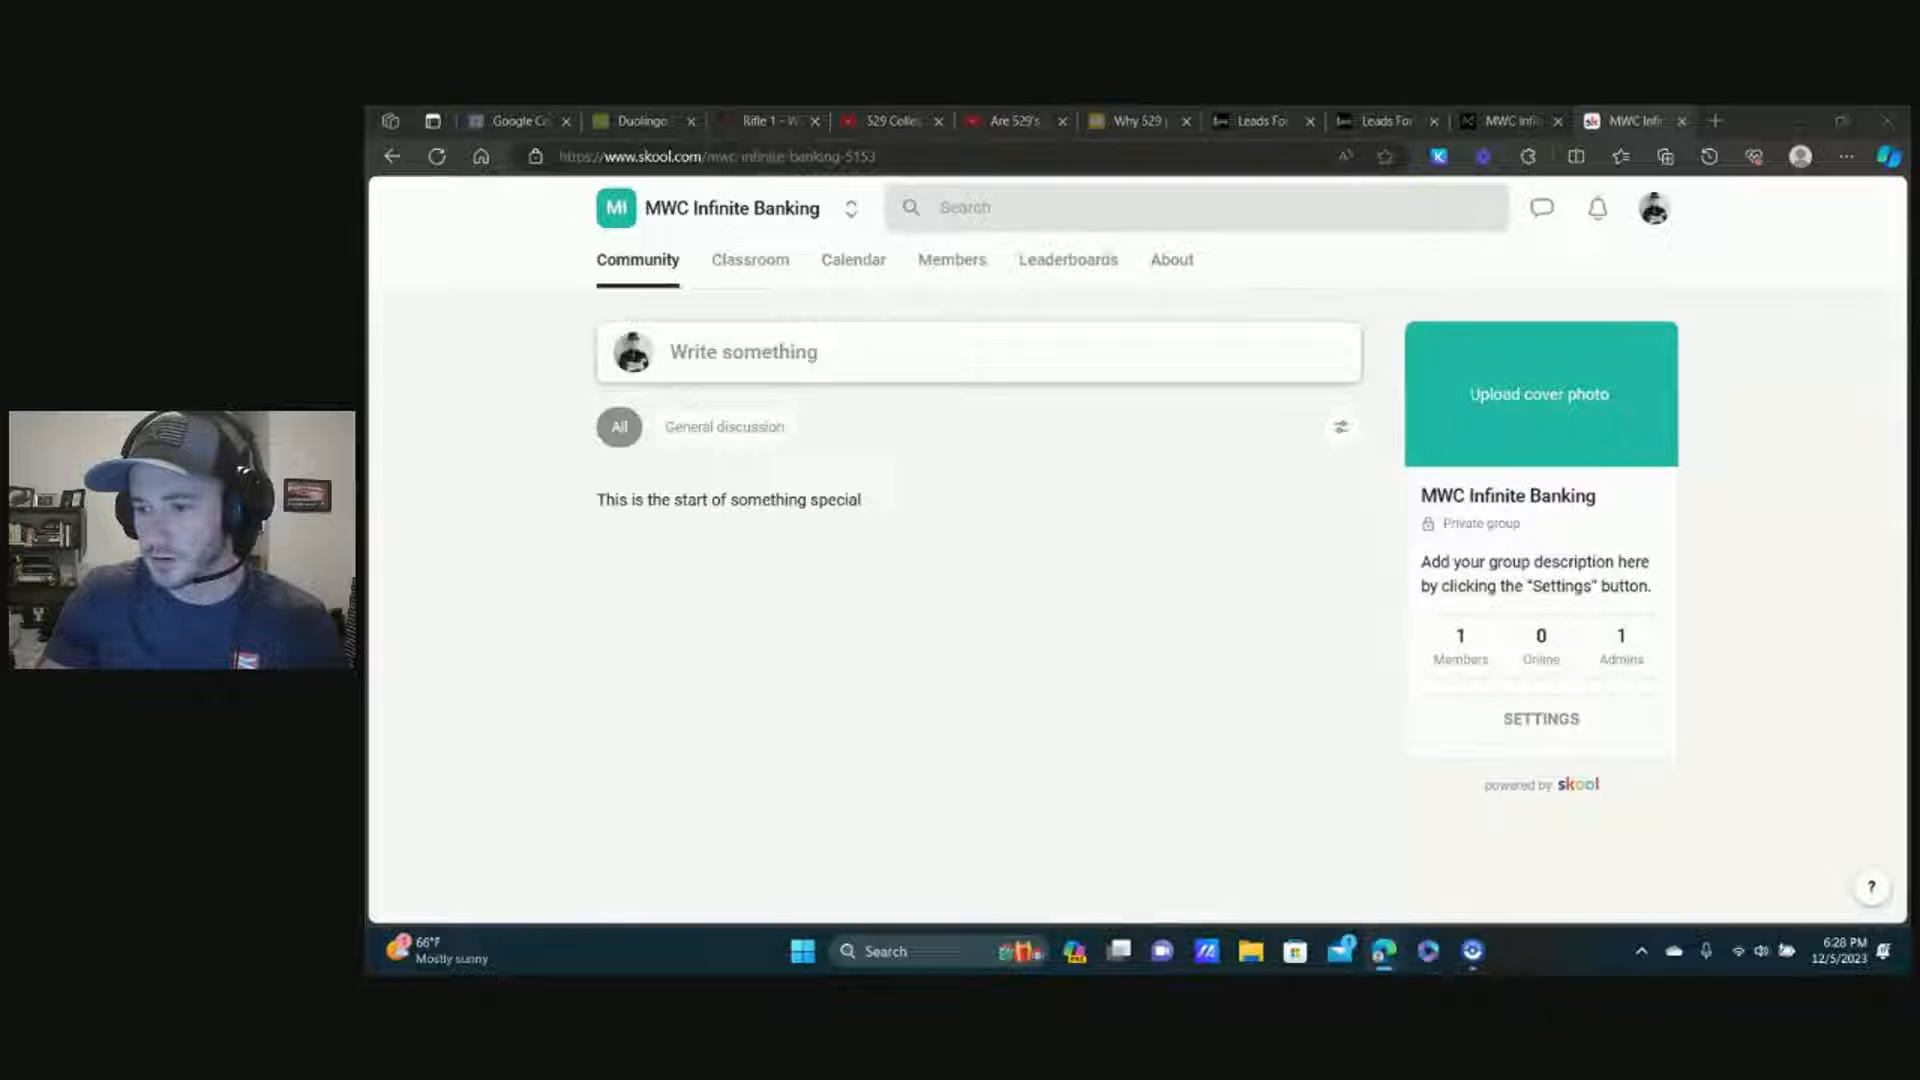 Google Co
Duolingo
Rifle 1 - W
529 Colle
Are 529's
Why 529
Leads For
Leads For
MWC Infi
MWC Infi
https://www.skool.com/mwc-infinite-banking-5153
MI MWC Infinite Banking
Search
Community Classroom Calendar Members Leaderboards About
Write something
Upload cover photo
All General discussion
This is the start of something special
MWC Infinite Banking
Private group
Add your group description here
by clicking the "Settings" button.
1 0 1
Members Online Admins
SETTINGS
powered by skool
?
66°F
Mostly sunny
Search
6:28 PM
12/5/2023